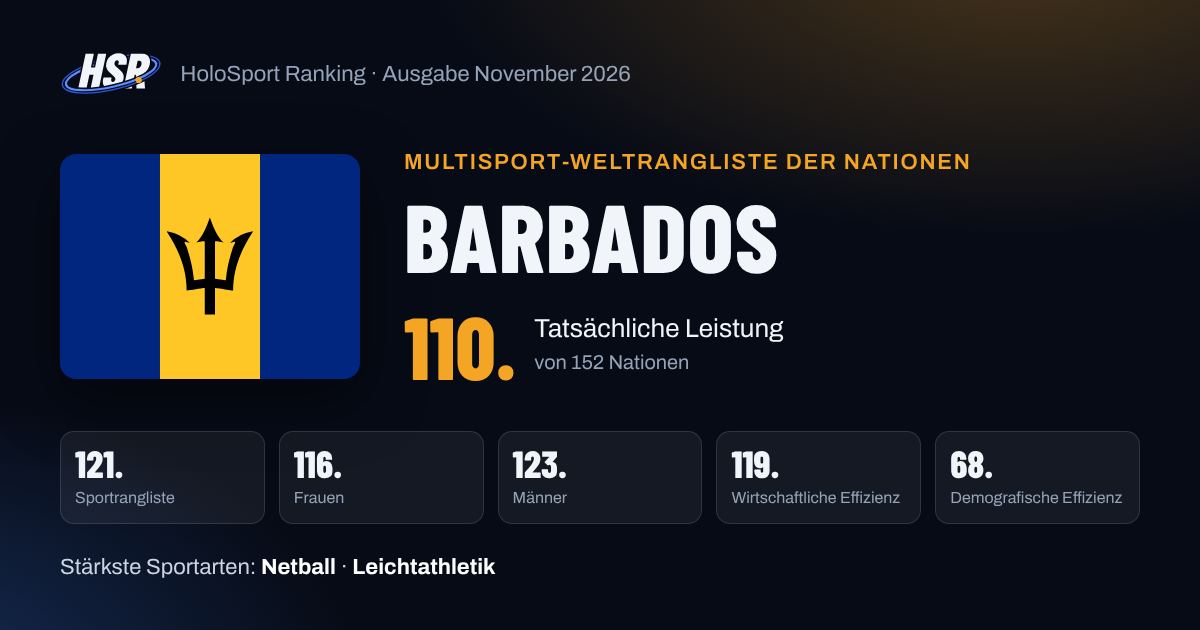 HSR
HoloSport Ranking · Ausgabe November 2026
MULTISPORT-WELTRANGLISTE DER NATIONEN
BARBADOS
110.
Tatsächliche Leistung
von 152 Nationen
121.
Sportrangliste
116.
Frauen
123.
Männer
119.
Wirtschaftliche Effizienz
68.
Demografische Effizienz
Stärkste Sportarten: Netball · Leichtathletik